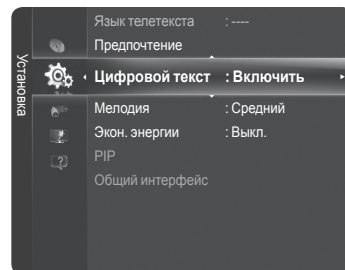 Установка
Язык телетекста : ----
Предпочтение
Цифровой текст : Включить
Мелодия : Средний
Экон. энергии : Выкл.
PIP
Общий интерфейс